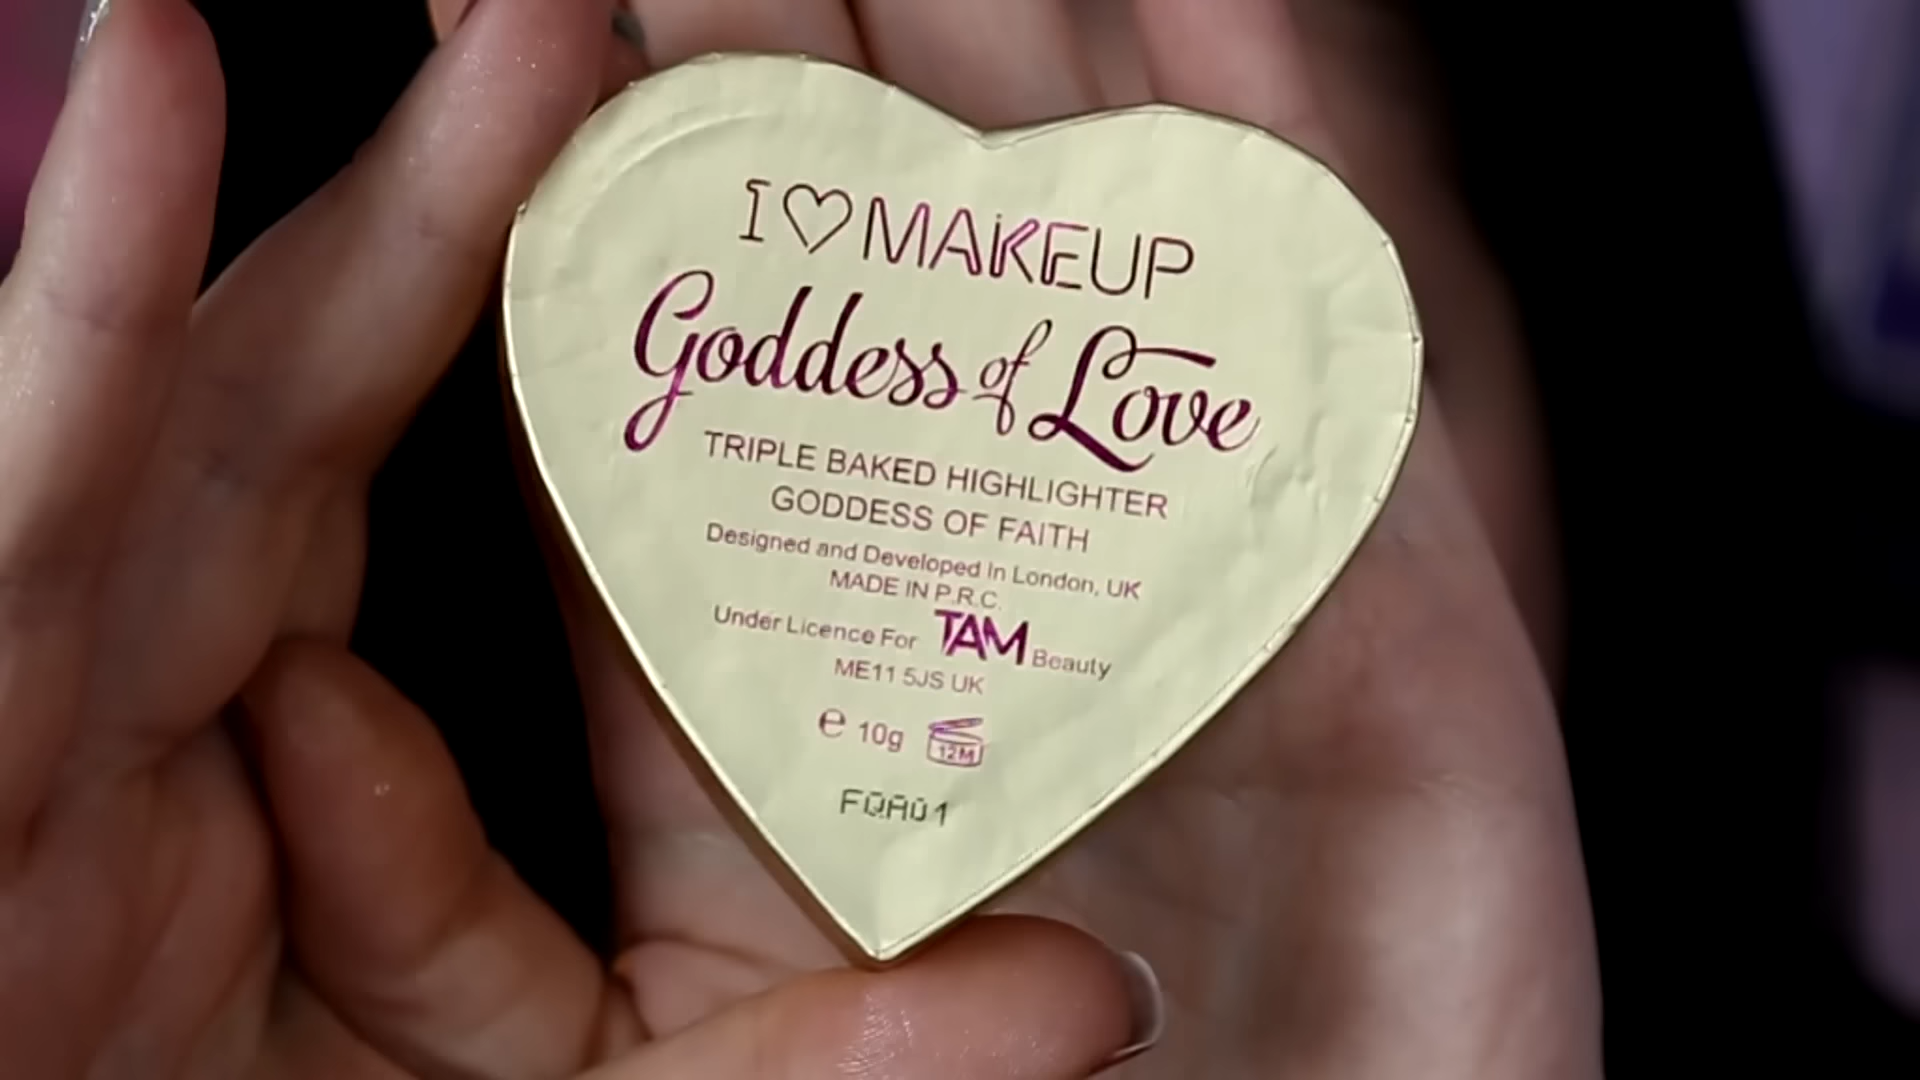 I ♡ MAKEUP
Goddess of Love
TRIPLE BAKED HIGHLIGHTER
GODDESS OF FAITH
Designed and Developed In London, UK
MADE IN P.R.C.
Under Licence For TAM Beauty
ME11 5JS UK
℮ 10g 12M